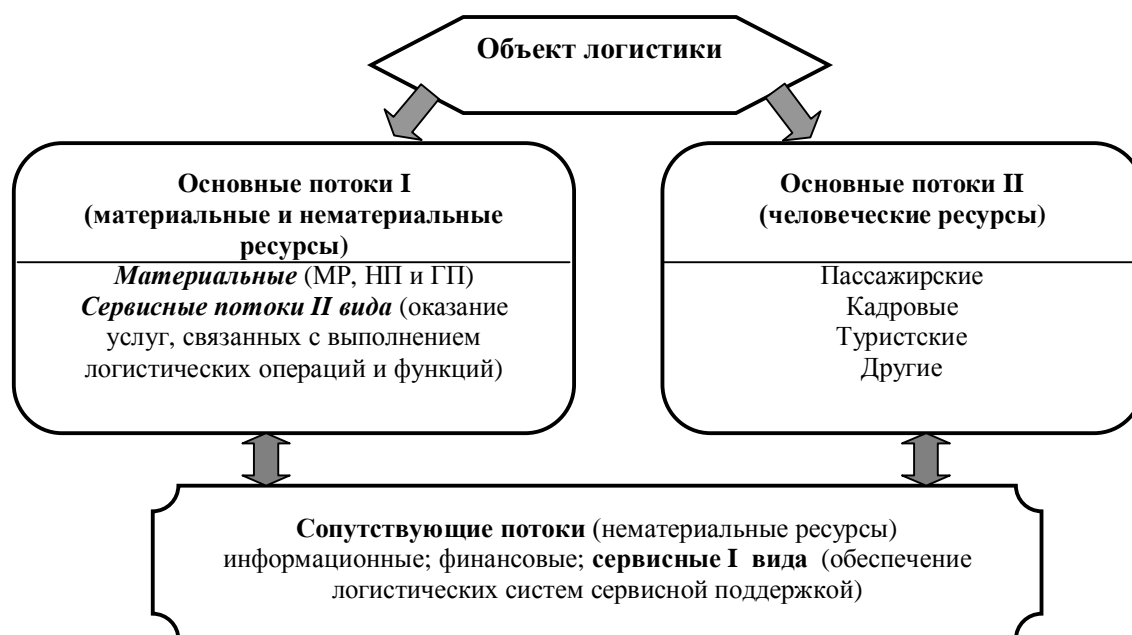 Объект логистики
Основные потоки I
(материальные и нематериальные
ресурсы)
Материальные (МР, НП и ГП)
Сервисные потоки II вида (оказание
услуг, связанных с выполнением
логистических операций и функций)
Основные потоки II
(человеческие ресурсы)
Пассажирские
Кадровые
Туристские
Другие
Сопутствующие потоки (нематериальные ресурсы)
информационные; финансовые; сервисные I вида (обеспечение
логистических систем сервисной поддержкой)